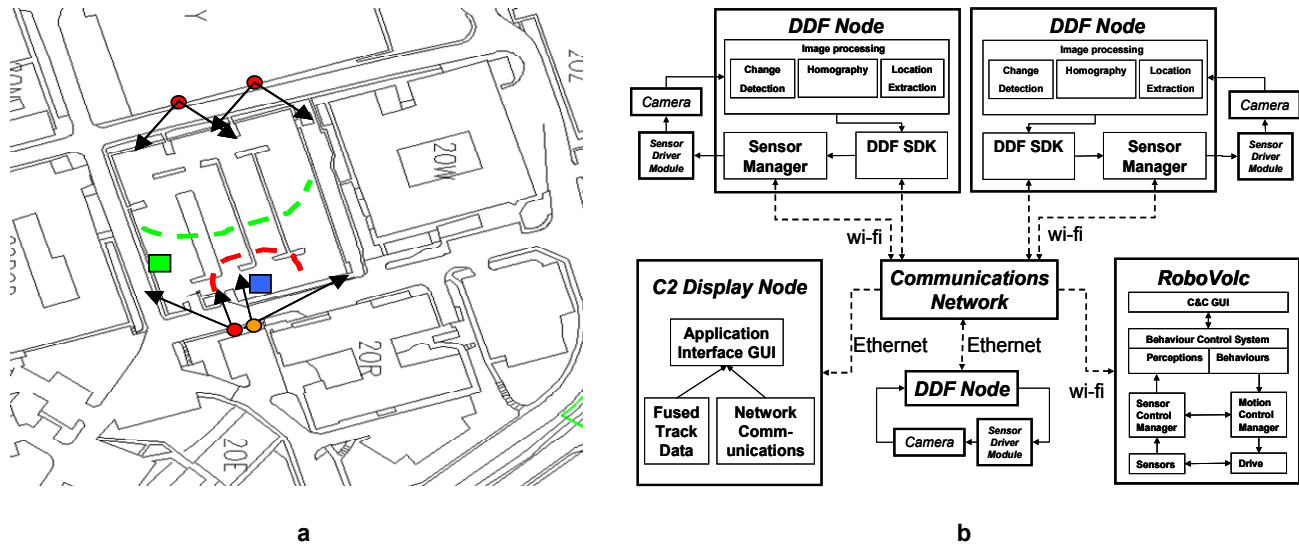 Y
20Z
20W
20R
20E
a
DDF Node
Image processing
Change
Detection
Homography
Location
Extraction
Camera
Sensor
Driver
Module
Sensor
Manager
DDF SDK
DDF Node
Image processing
Change
Detection
Homography
Location
Extraction
Camera
Sensor
Driver
Module
DDF SDK
Sensor
Manager
wi-fi
wi-fi
Communications
Network
C2 Display Node
Application
Interface GUI
Fused
Track
Data
Network
Comm-
unications
Ethernet
Ethernet
wi-fi
DDF Node
Camera
Sensor
Driver
Module
RoboVolc
C&C GUI
Behaviour Control System
Perceptions
Behaviours
Sensor
Control
Manager
Motion
Control
Manager
Sensors
Drive
b